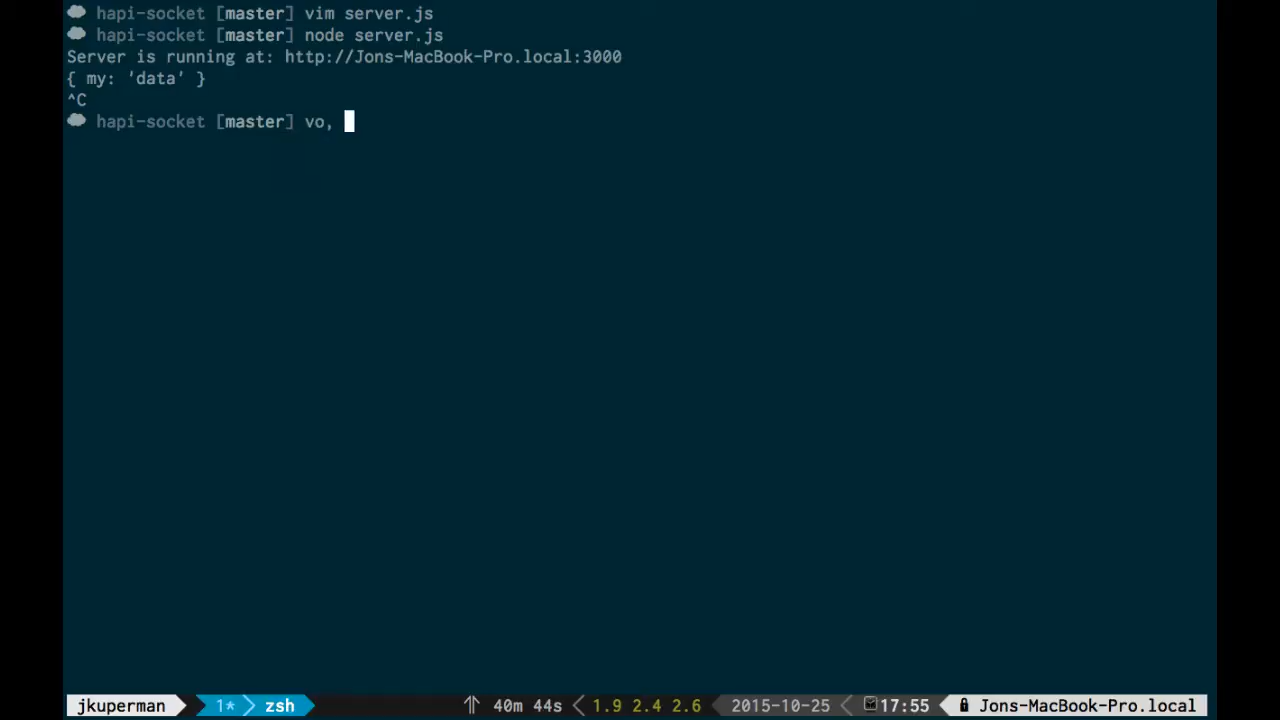 hapi-socket [master] vim server.js
hapi-socket [master] node server.js
Server is running at: http://Jons-MacBook-Pro.local:3000
{ my: 'data' }
^C
hapi-socket [master] vo,
jkuperman 1* zsh 40m 44s 1.9 2.4 2.6 2015-10-25 17:55 Jons-MacBook-Pro.local